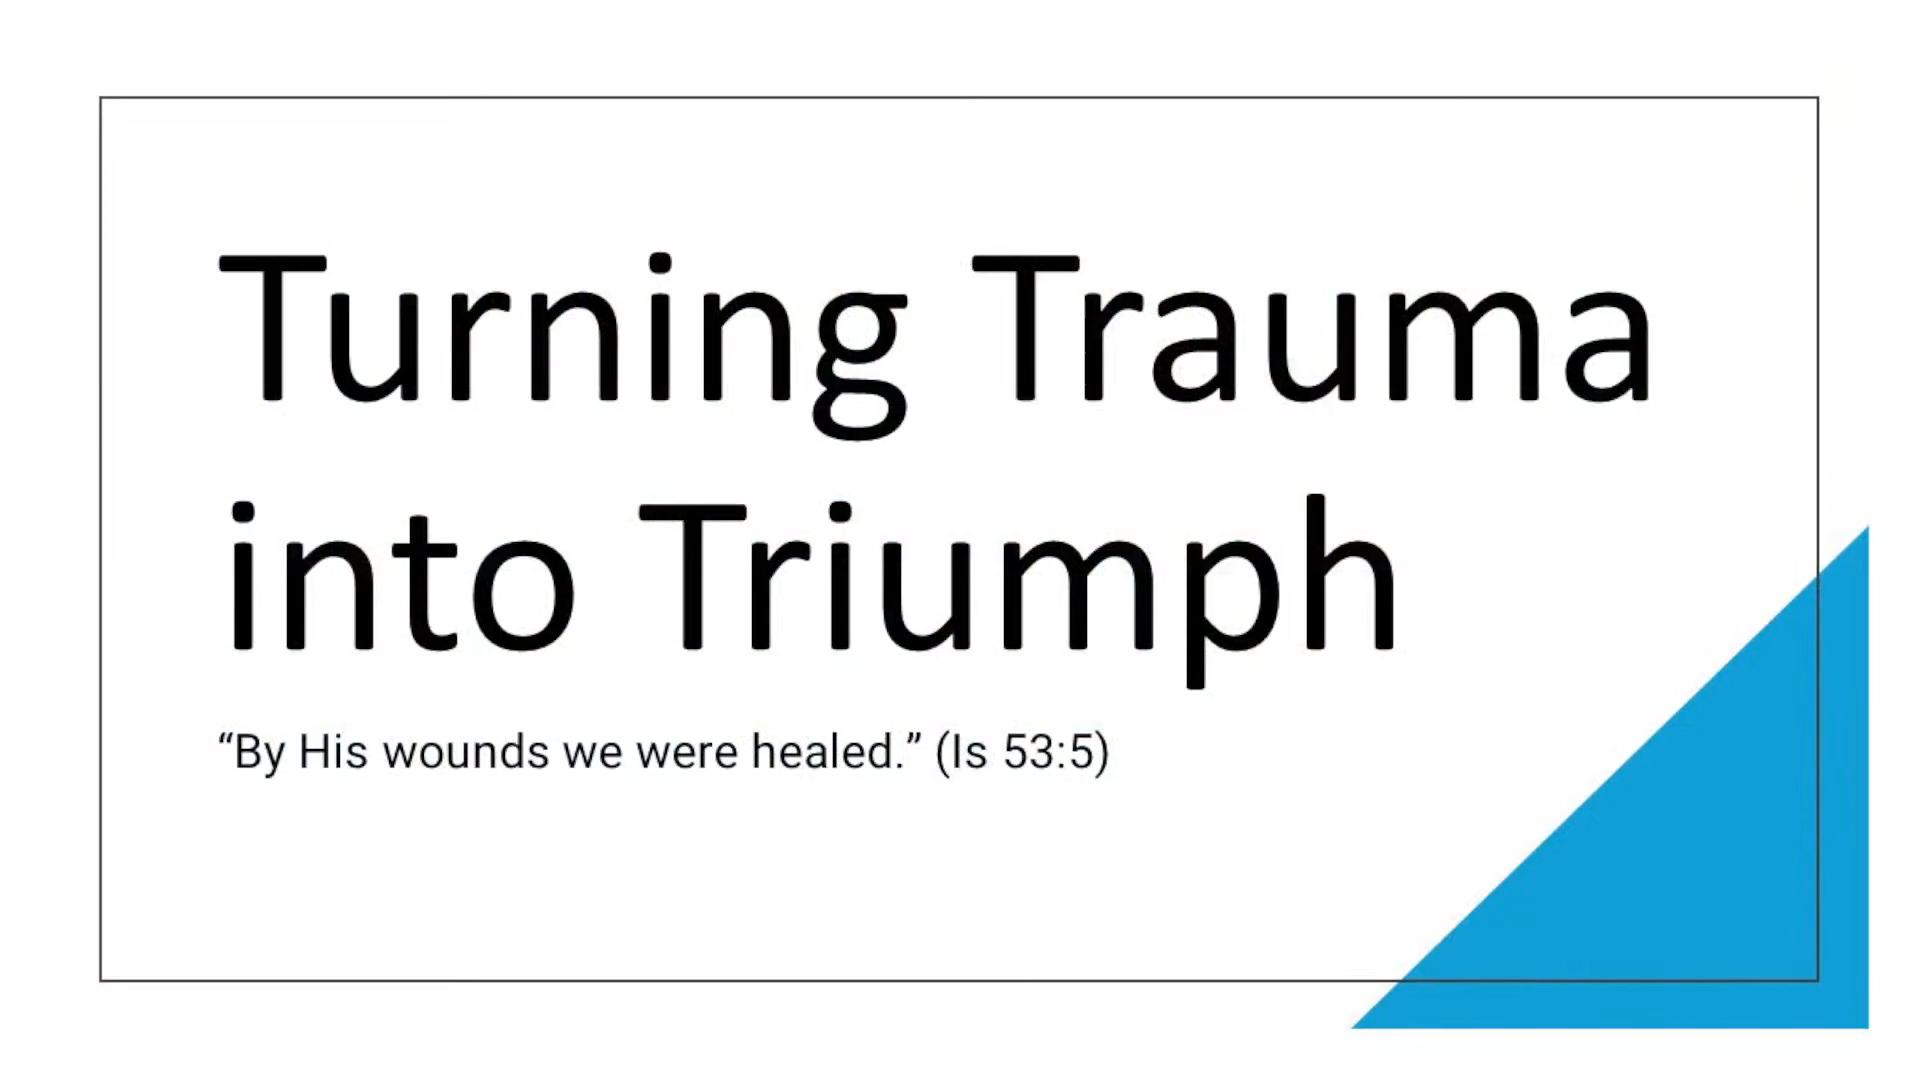 Turning Trauma
into Triumph
“By His wounds we were healed.” (Is 53:5)